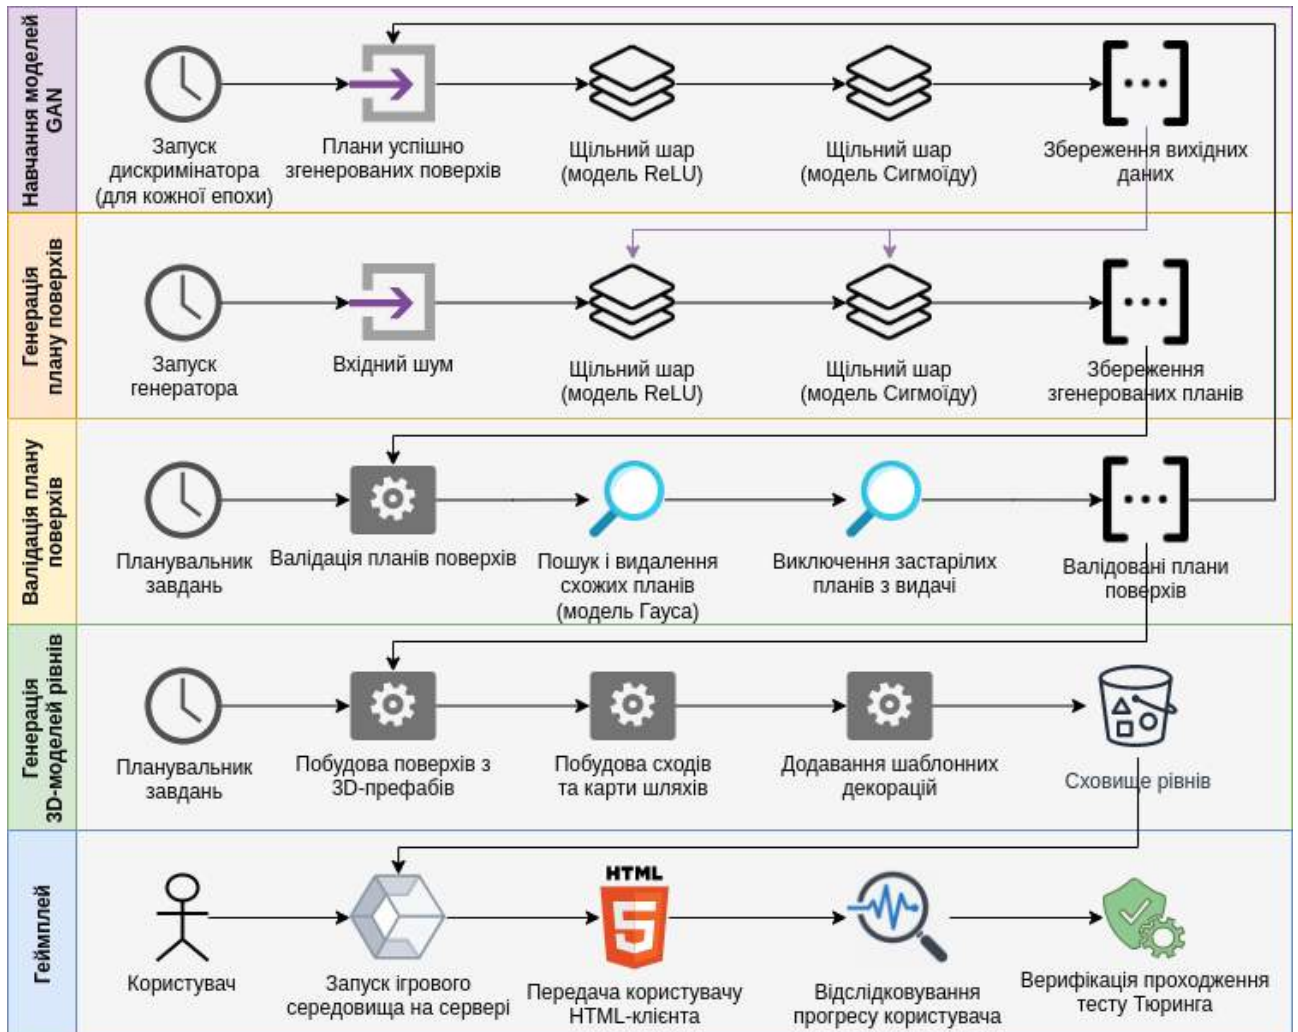 Навчання моделей
GAN
Запуск
дискримінатора
(для кожної епохи)
Плани успішно
згенерованих поверхів
Щільний шар
(модель ReLU)
Щільний шар
(модель Сигмоїду)
Збереження вихідних
даних
Генерація
плану поверхів
Запуск
генератора
Вхідний шум
Щільний шар
(модель ReLU)
Щільний шар
(модель Сигмоїду)
Збереження
згенерованих планів
Валідація плану
поверхів
Планувальник
завдань
Валідація планів поверхів
Пошук і видалення
схожих планів
(модель Гауса)
Виключення застарілих
планів з видачі
Валідовані плани
поверхів
Генерація
3D-моделей рівнів
Планувальник
завдань
Побудова поверхів з
3D-префабів
Побудова сходів
та карти шляхів
Додавання шаблонних
декорацій
Сховище рівнів
Геймплей
Користувач
Запуск ігрового
середовища на сервері
HTML
5
Передача користувачу
HTML-клієнта
Відслідковування
прогресу користувача
Верифікація проходження
тесту Тюринга